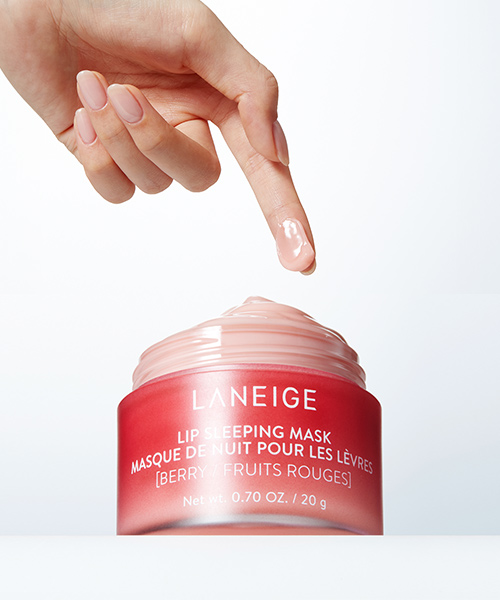 LANEIGE
LIP SLEEPING MASK
MASQUE DE NUIT POUR LES LÈVRES
[BERRY / FRUITS ROUGES]
Net wt. 0.70 OZ. / 20 g